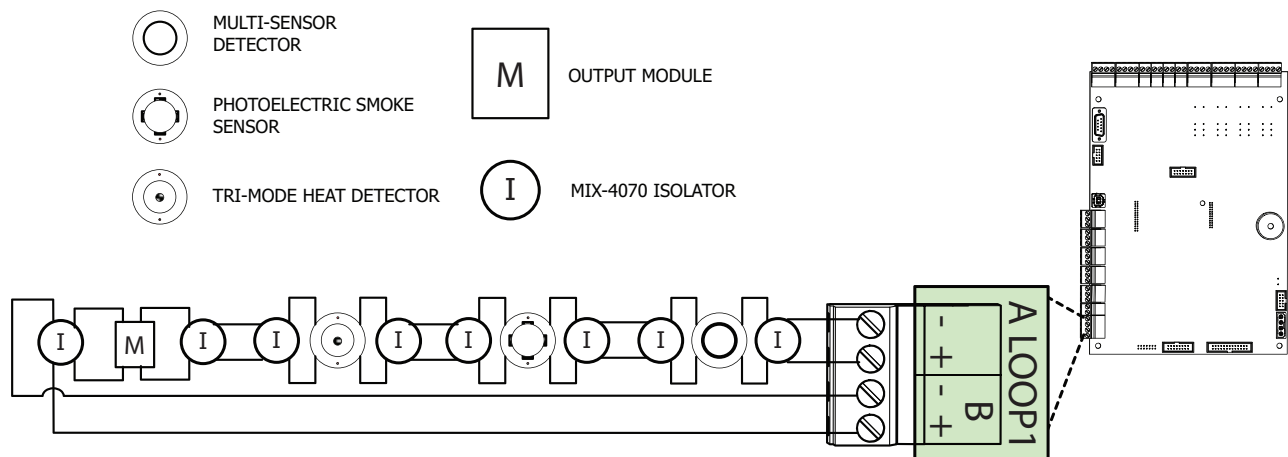 MULTI-SENSOR
DETECTOR
PHOTOELECTRIC SMOKE
SENSOR
TRI-MODE HEAT DETECTOR
M
OUTPUT MODULE
I
MIX-4070 ISOLATOR
I
M
I
I
I
I
I
I
I
-
+
-
+
A
B
LOOP1